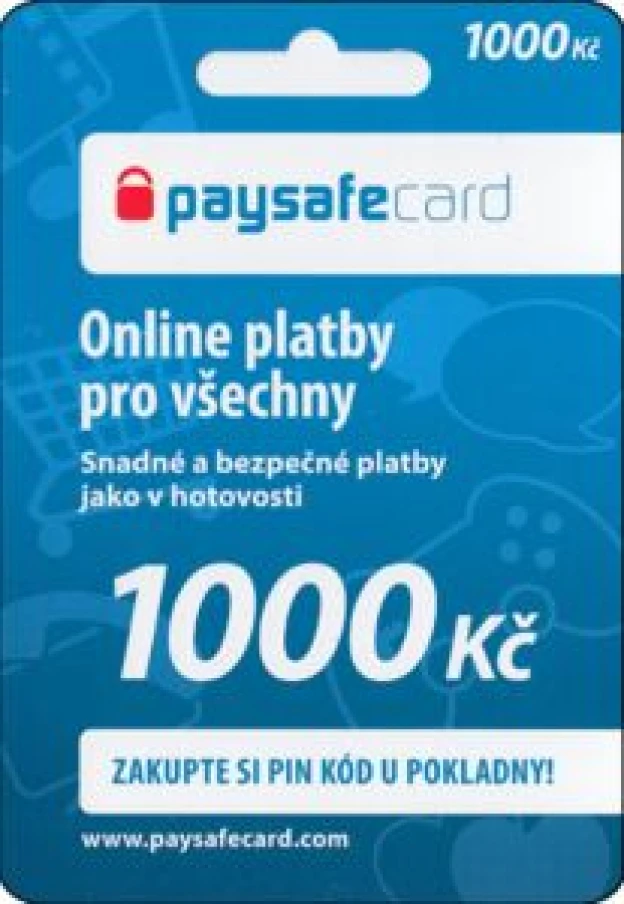 1000 Kč
paysafecard
Online platby
pro všechny
Snadné a bezpečné platby
jako v hotovosti
1000 Kč
ZAKUPTE SI PIN KÓD U POKLADNY!
www.paysafecard.com